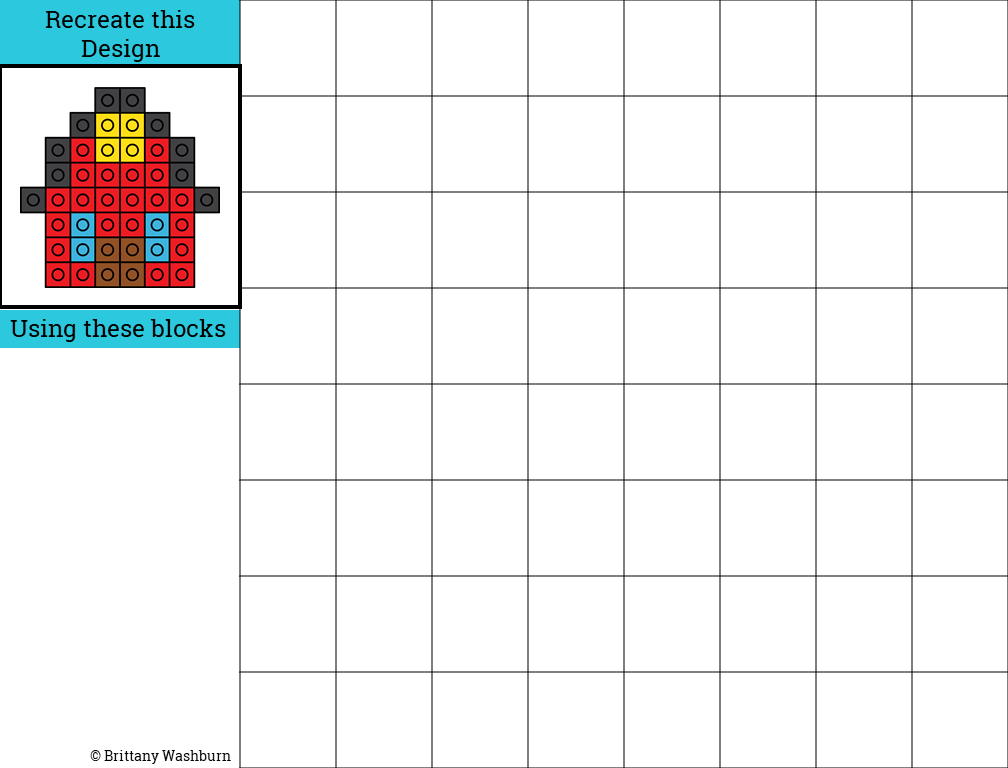 Recreate this
Design
Using these blocks
© Brittany Washburn